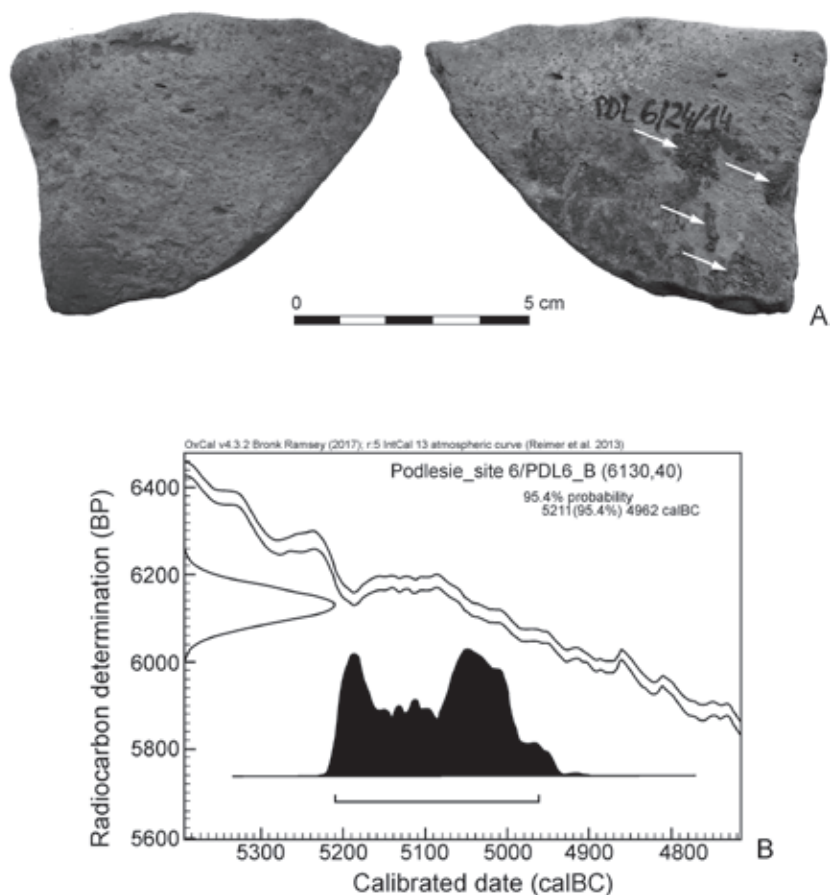 PDL 6/24/14
0 5 cm
A
OxCal v4.3.2 Bronk Ramsey (2017); r:5 IntCal 13 atmospheric curve (Reimer et al. 2013)
Podlesie_site 6/PDL6_B (6130,40)
95.4% probability
5211(95.4%) 4962 calBC
Radiocarbon determination (BP)
6400
6200
6000
5800
5600
5300 5200 5100 5000 4900 4800
B
Calibrated date (calBC)